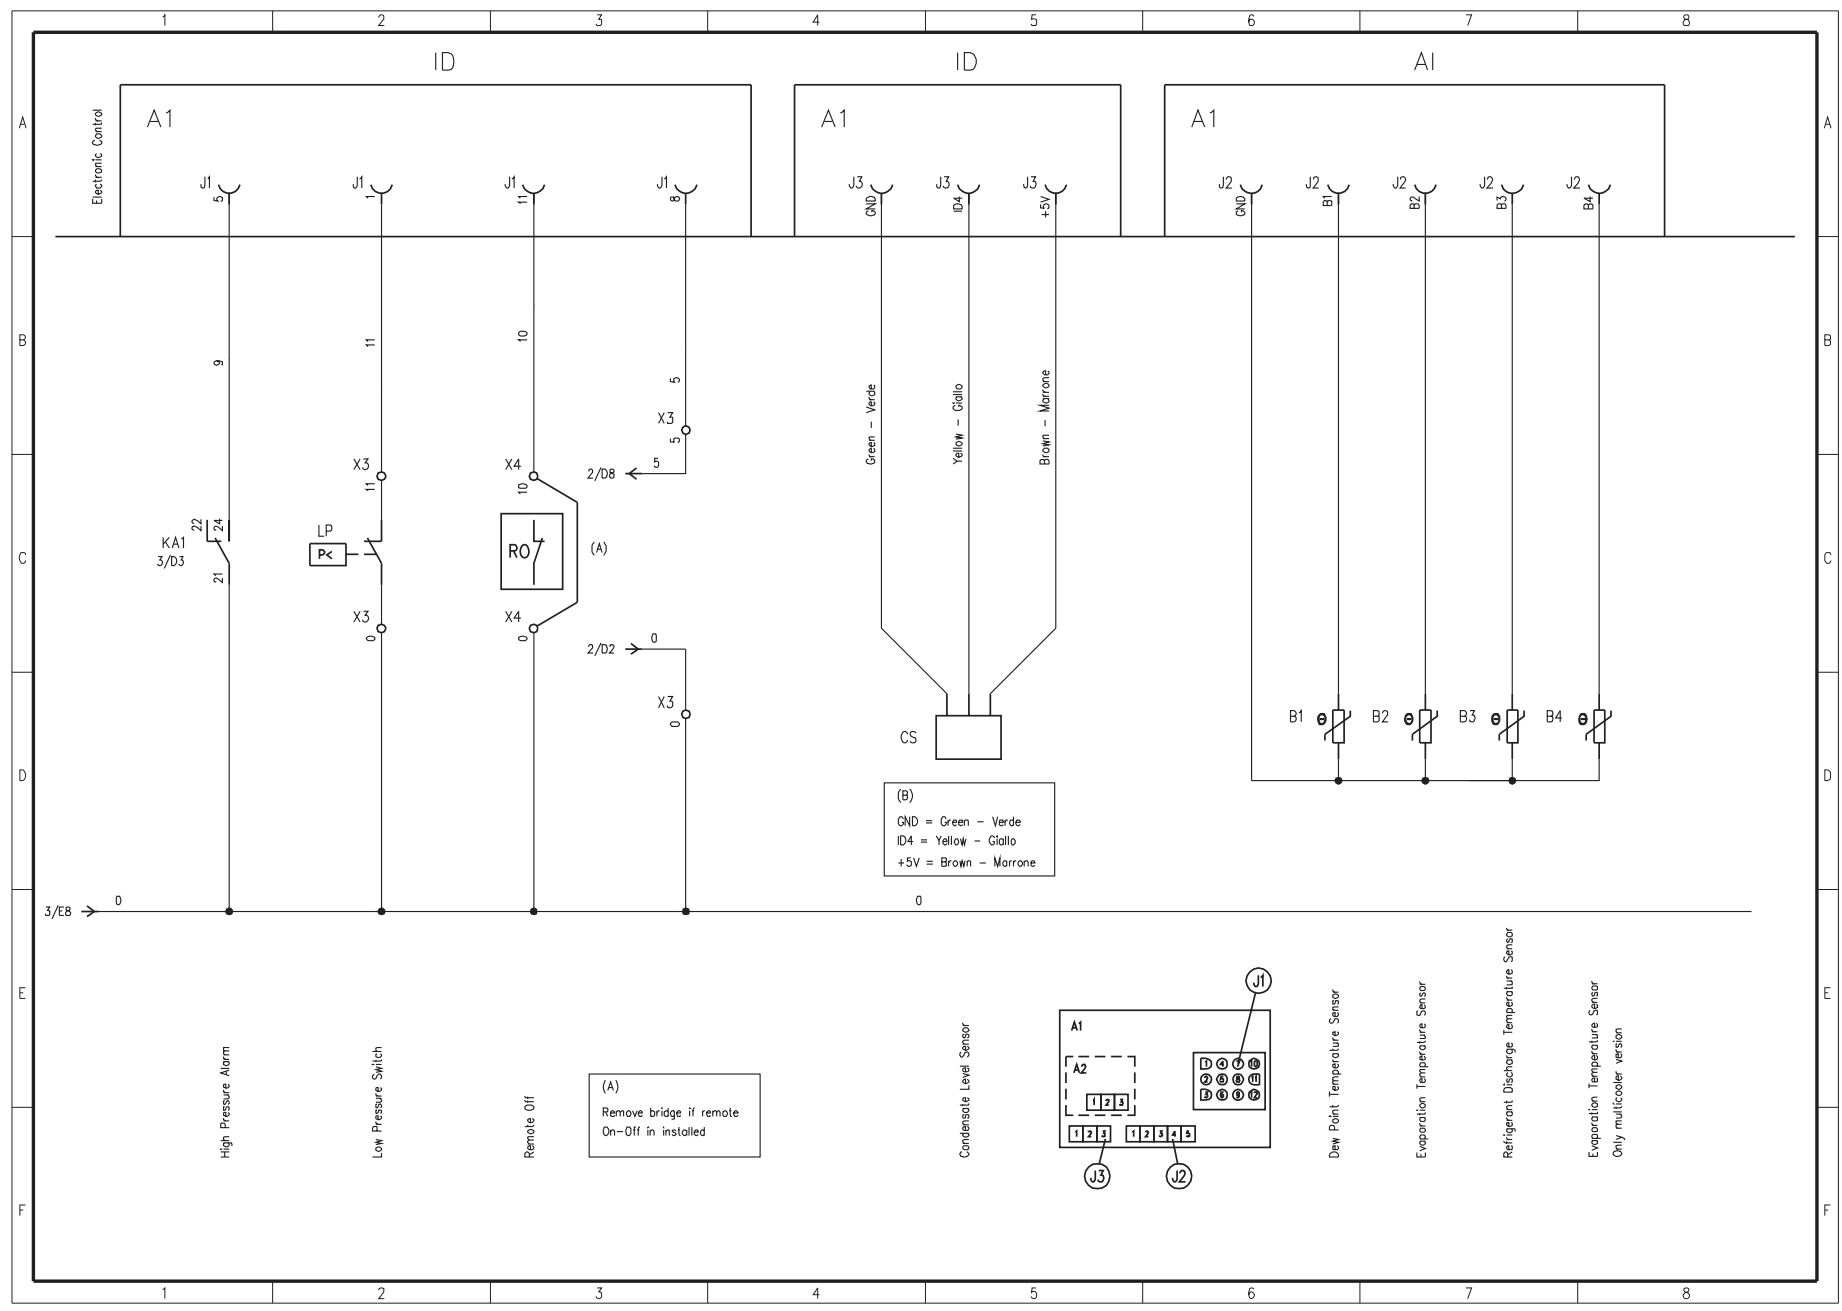 1 2 3 4 5 6 7 8
ID ID AI
A A
Electronic Control
A1 A1 A1
J1 J1 J1 J1 J3 J3 J3 J2 J2 J2 J2 J2
5 1 11 8 GND ID4 +5V GND B1 B2 B3 B4
B B
9 11 10 5
Green - Verde
Yellow - Giallo
Brown - Marrone
X3
5
X3 X4 2/D8 5
11 10
22 24
KA1
3/D3
21
LP
P<
RO
(A)
C C
X3 X4
0 0
2/D2 0
X3
0
CS
B1 θ B2 θ B3 θ B4 θ
D D
(B)
GND = Green - Verde
ID4 = Yellow - Giallo
+5V = Brown - Marrone
3/E8 0 0
E E
High Pressure Alarm
Low Pressure Switch
Remote Off
(A)
Remove bridge if remote
On-Off in installed
Condensate Level Sensor
J1
A1
A2
1 4 7 10
2 5 8 11
3 6 9 12
1 2 3
1 2 3 1 2 3 4 5
J3 J2
Dew Point Temperature Sensor
Evaporation Temperature Sensor
Refrigerant Discharge Temperature Sensor
Evaporation Temperature Sensor
Only multicooler version
F F
1 2 3 4 5 6 7 8